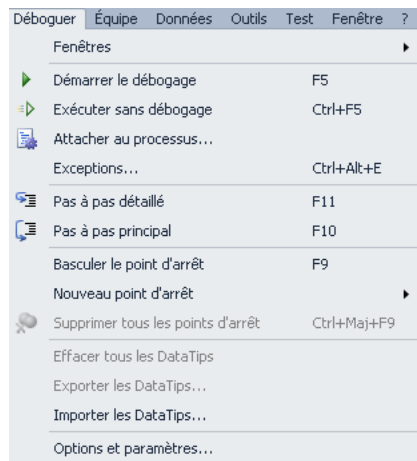 Déboguer Équipe Données Outils Test Fenêtre ?
Fenêtres
Démarrer le débogage F5
Exécuter sans débogage Ctrl+F5
Attacher au processus...
Exceptions... Ctrl+Alt+E
Pas à pas détaillé F11
Pas à pas principal F10
Basculer le point d'arrêt F9
Nouveau point d'arrêt
Supprimer tous les points d'arrêt Ctrl+Maj+F9
Effacer tous les DataTips
Exporter les DataTips...
Importer les DataTips...
Options et paramètres...